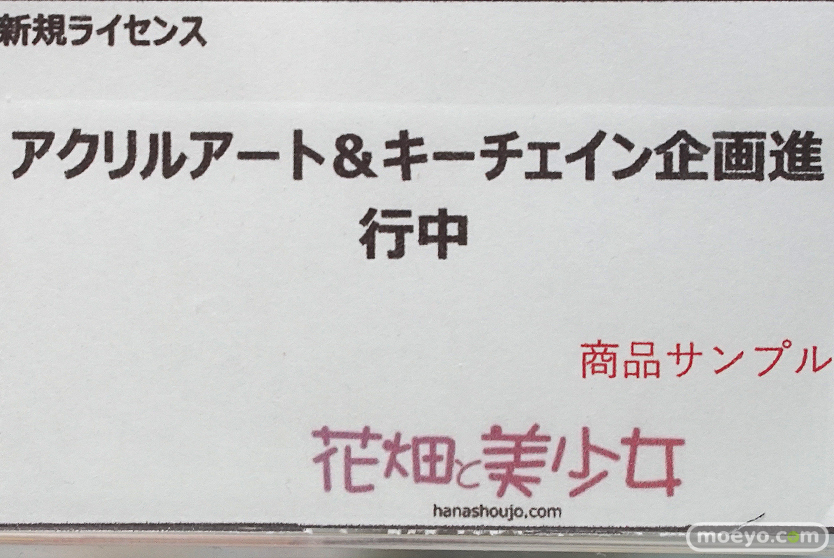 新規ライセンス
アクリルアート&キーチェイン企画進
行中
商品サンプル
花畑と美少女
hanashoujo.com
moeyo.com